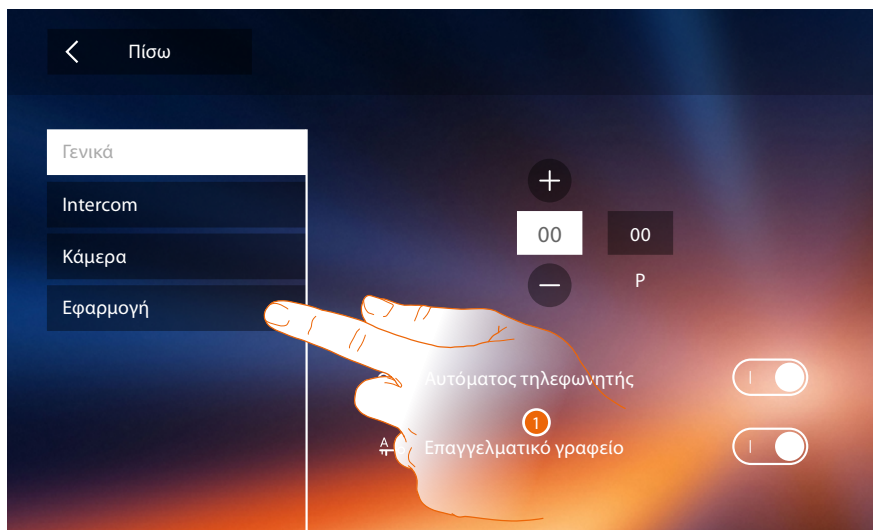 Πίσω
Γενικά
Intercom
Κάμερα
Εφαρμογή
00 00
P
Αυτόματος τηλεφωνητής
1
A Επαγγελματικό γραφείο